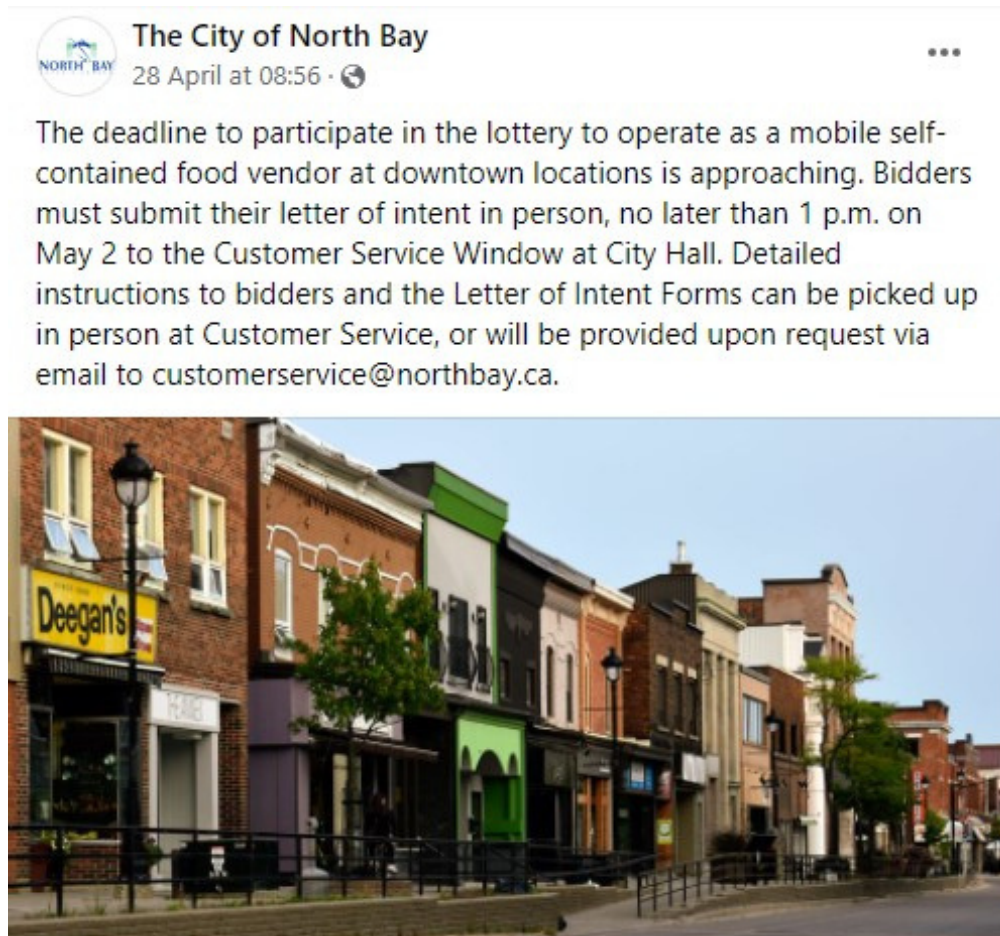 The City of North Bay
NORTH BAY
28 April at 08:56
The deadline to participate in the lottery to operate as a mobile self-
contained food vendor at downtown locations is approaching. Bidders
must submit their letter of intent in person, no later than 1 p.m. on
May 2 to the Customer Service Window at City Hall. Detailed
instructions to bidders and the Letter of Intent Forms can be picked up
in person at Customer Service, or will be provided upon request via
email to customerservice@northbay.ca.
Deegan's